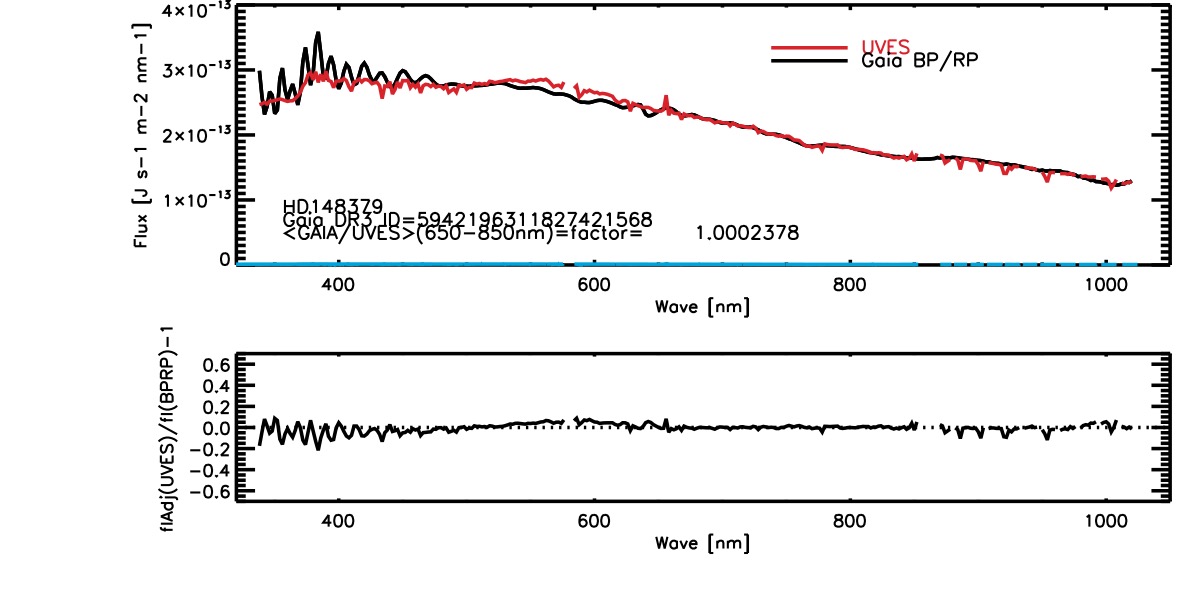 4×10−13
3×10−13
2×10−13
1×10−13
0
Flux [J s−1 m−2 nm−1]
UVES
Gaia BP/RP
HD148379
Gaia DR3 ID=5942196311827421568
<GAIA/UVES>(650−850nm)=factor= 1.0002378
400 600 800 1000
Wave [nm]
0.6
0.4
0.2
0.0
−0.2
−0.4
−0.6
flAdj(UVES)/fl(BPRP)−1
400 600 800 1000
Wave [nm]